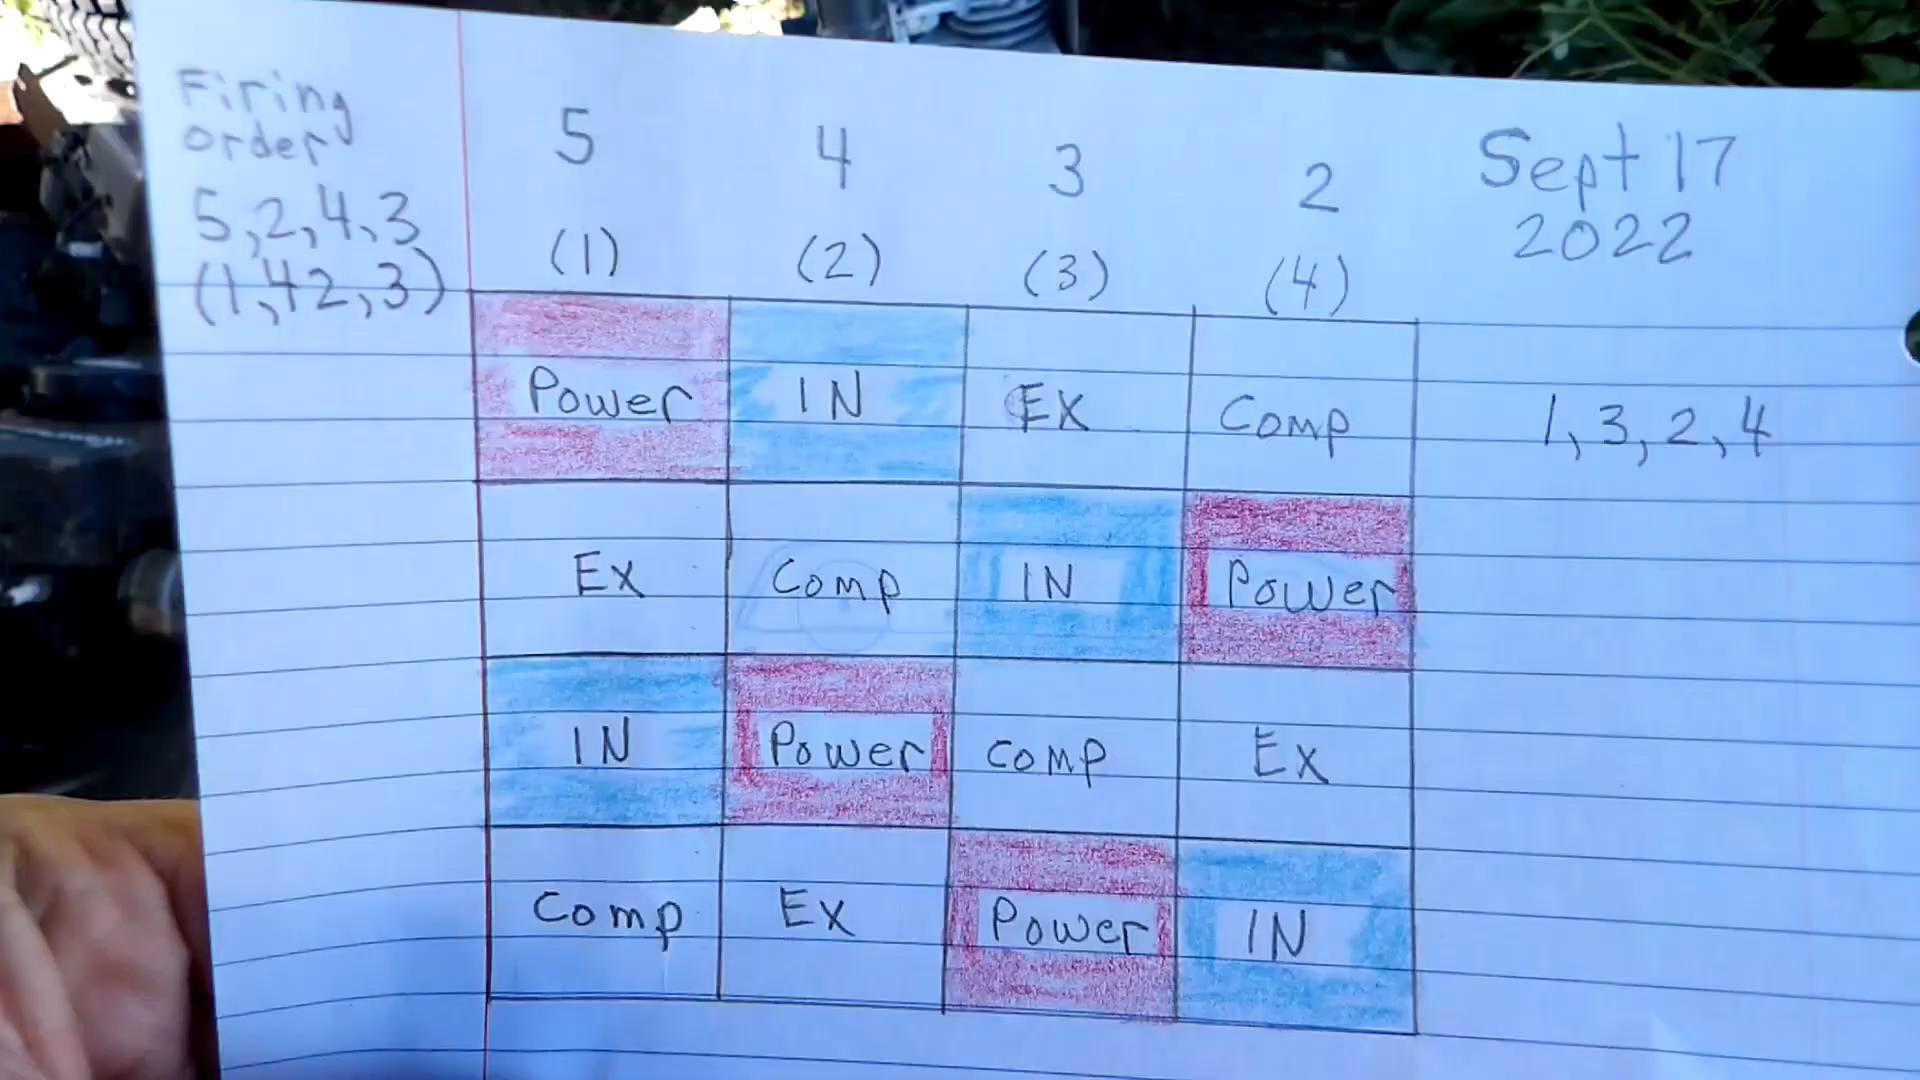 Firing
order
5,2,4,3
(1,42,3)
5 4 3 2
(1) (2) (3) (4)
Sept 17
2022
Power IN EX Comp 1, 3, 2, 4
Ex Comp IN Power
IN Power comp Ex
Comp Ex Power IN